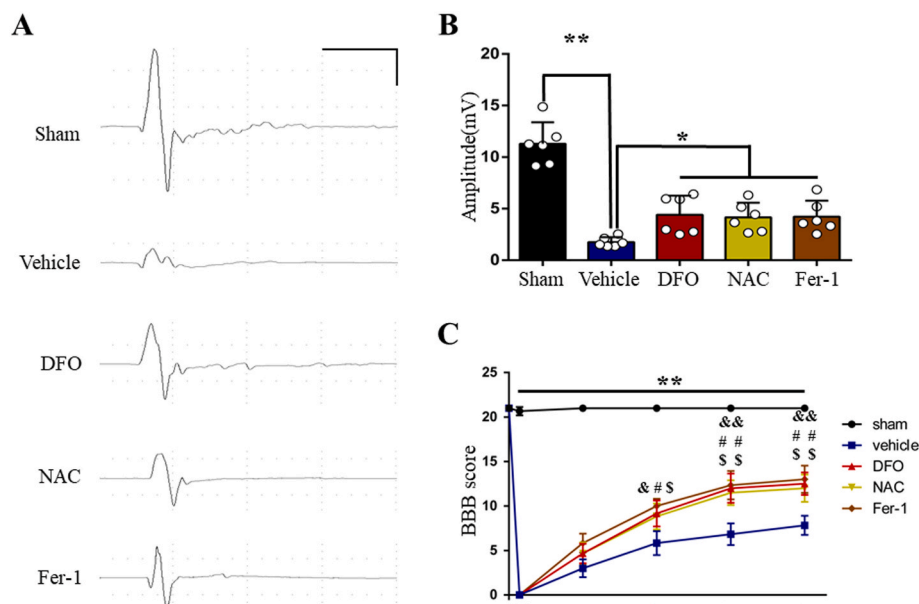 A
Sham
Vehicle
DFO
NAC
Fer-1
B
**
*
Amplitude(mV)
20
15
10
5
0
Sham Vehicle DFO NAC Fer-1
C
**
BBB score
25
20
15
10
5
0
& # $
&&
# #
$ $
&&
# #
$ $
sham
vehicle
DFO
NAC
Fer-1